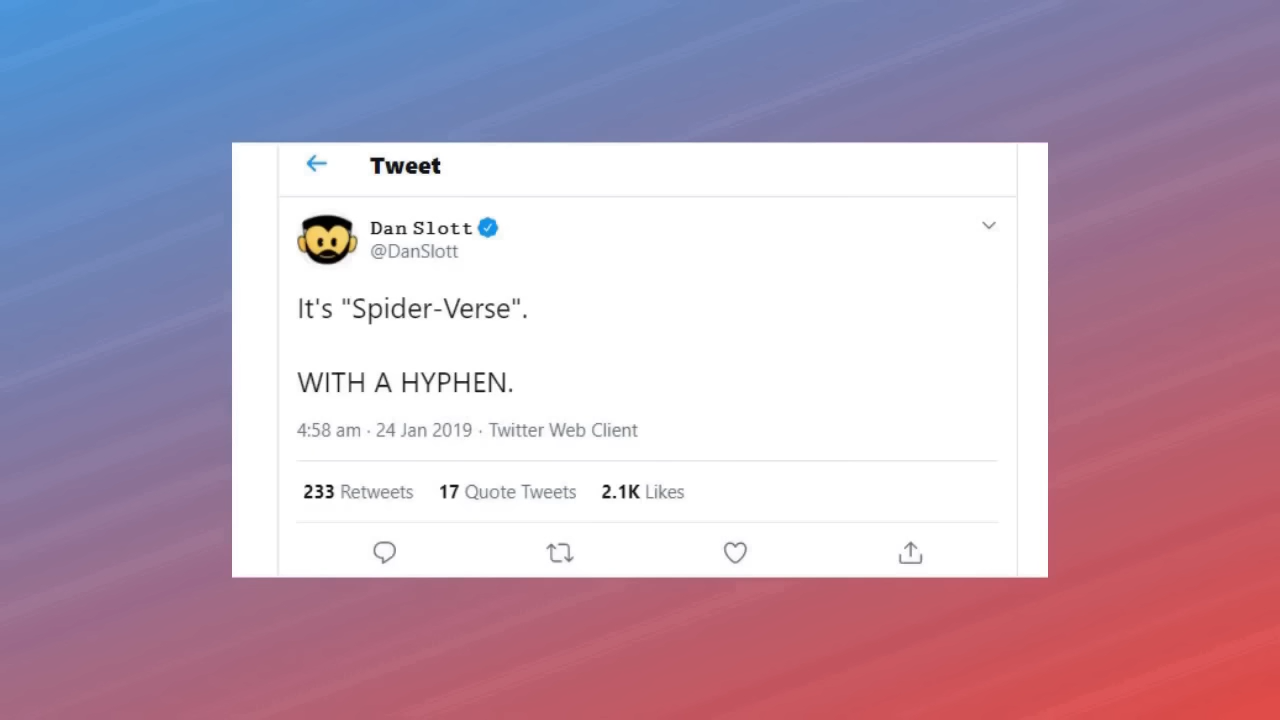 Tweet
Dan Slott
@DanSlott
It's "Spider-Verse".
WITH A HYPHEN.
4:58 am · 24 Jan 2019 · Twitter Web Client
233 Retweets 17 Quote Tweets 2.1K Likes